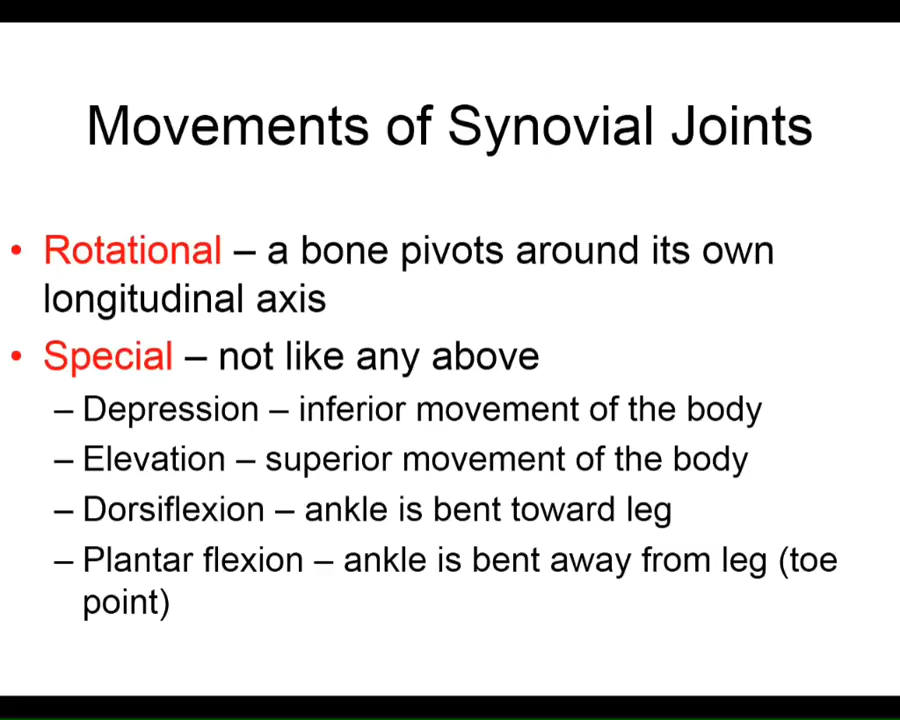 Movements of Synovial Joints
• Rotational – a bone pivots around its own
longitudinal axis
• Special – not like any above
– Depression – inferior movement of the body
– Elevation – superior movement of the body
– Dorsiflexion – ankle is bent toward leg
– Plantar flexion – ankle is bent away from leg (toe
point)